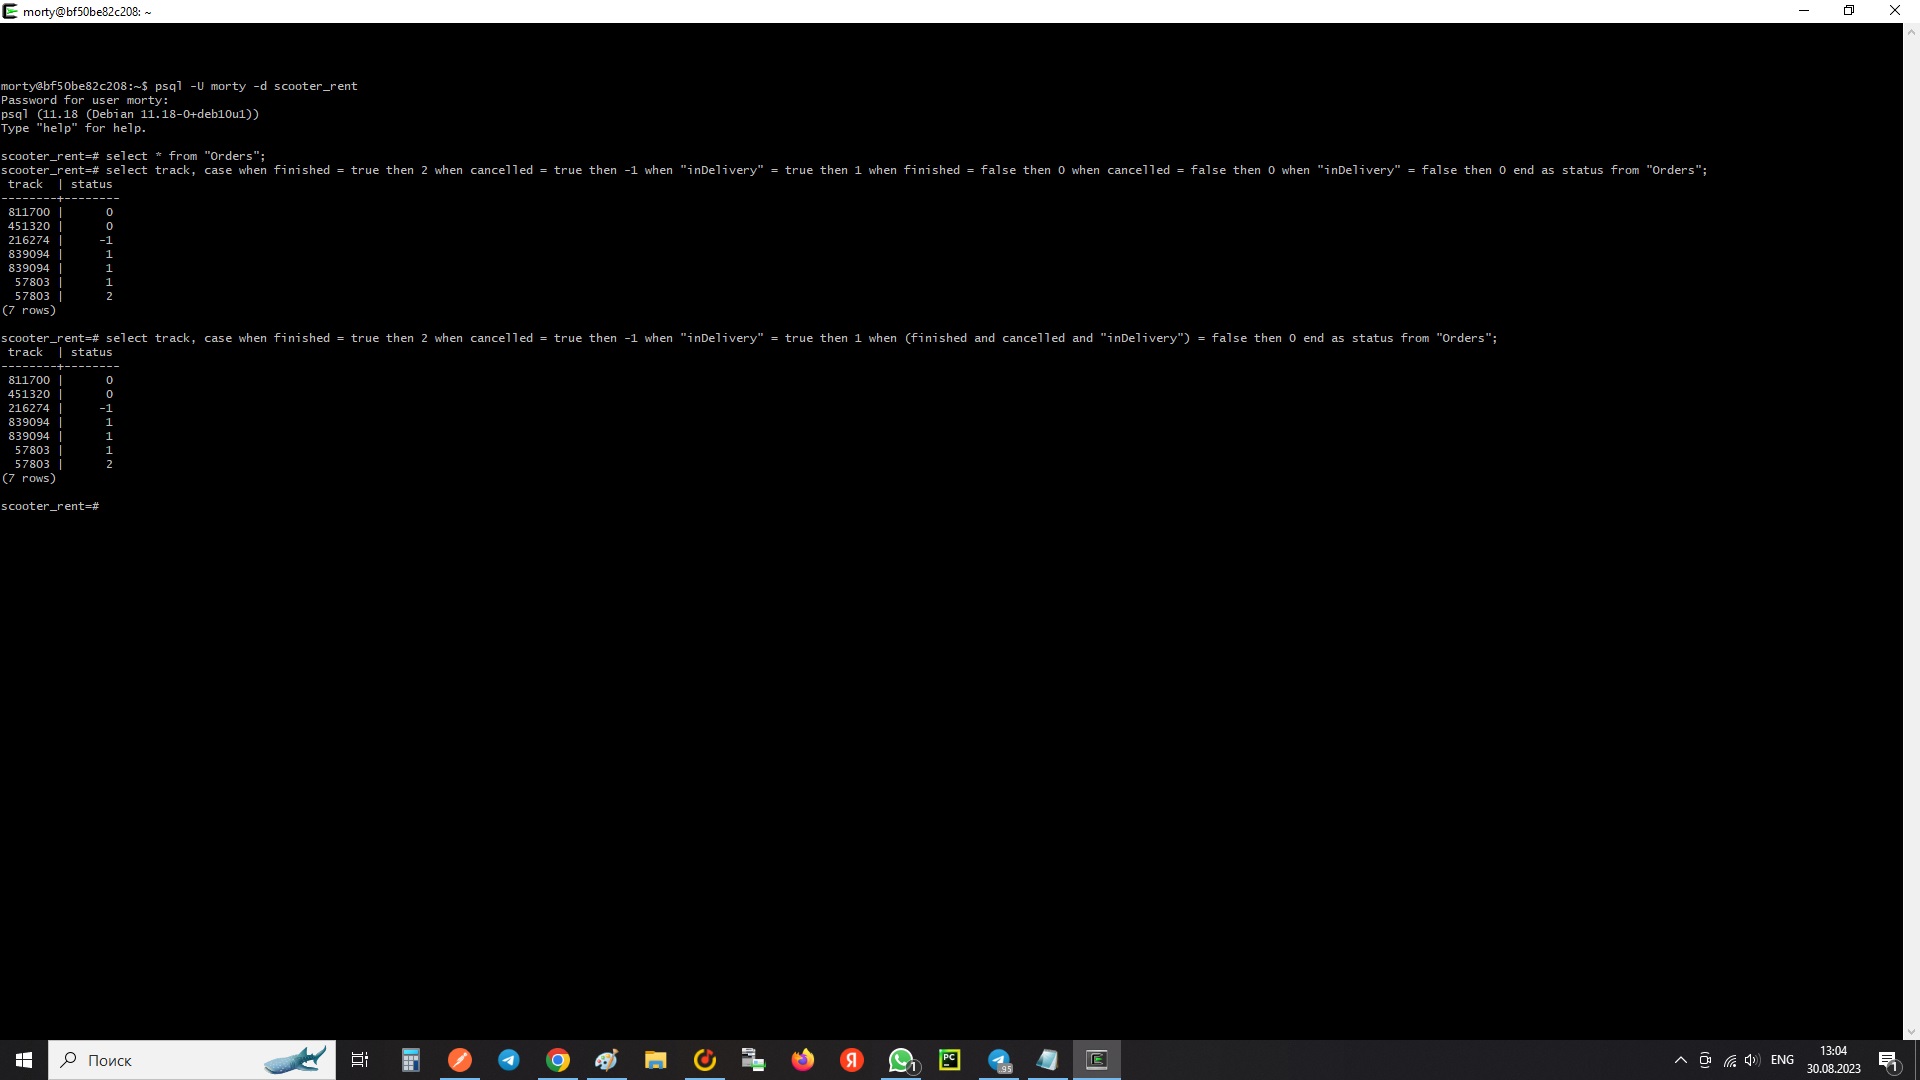 morty@bf50be82c208: ~
morty@bf50be82c208:~$ psql -U morty -d scooter_rent
Password for user morty:
psql (11.18 (Debian 11.18-0+deb10u1))
Type "help" for help.
scooter_rent=# select * from "Orders";
scooter_rent=# select track, case when finished = true then 2 when cancelled = true then -1 when "inDelivery" = true then 1 when finished = false then 0 when cancelled = false then 0 when "inDelivery" = false then 0 end as status from "Orders";
track | status
--------+--------
811700 | 0
451320 | 0
216274 | -1
839094 | 1
839094 | 1
57803 | 1
57803 | 2
(7 rows)
scooter_rent=# select track, case when finished = true then 2 when cancelled = true then -1 when "inDelivery" = true then 1 when (finished and cancelled and "inDelivery") = false then 0 end as status from "Orders";
track | status
--------+--------
811700 | 0
451320 | 0
216274 | -1
839094 | 1
839094 | 1
57803 | 1
57803 | 2
(7 rows)
scooter_rent=#
Поиск
Я
1
PC
95
ENG
13:04
30.08.2023
1